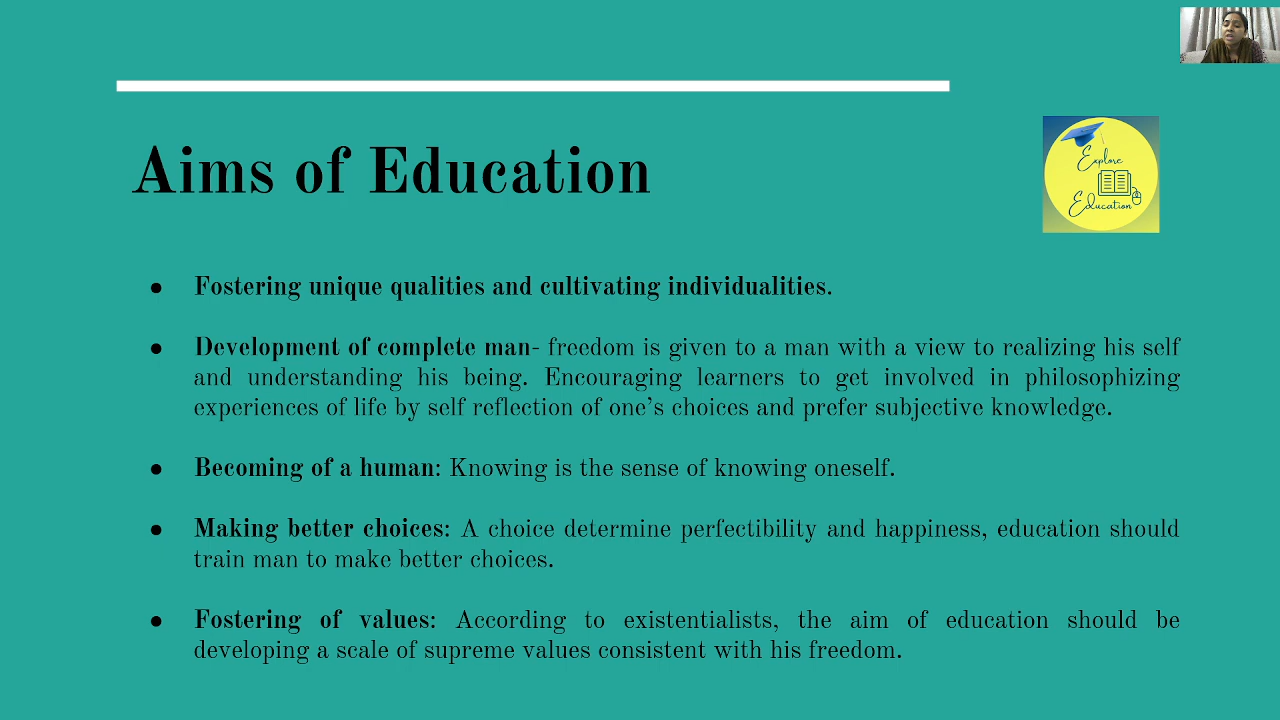 Aims of Education
Explore
Education
● Fostering unique qualities and cultivating individualities.
● Development of complete man- freedom is given to a man with a view to realizing his self
and understanding his being. Encouraging learners to get involved in philosophizing
experiences of life by self reflection of one's choices and prefer subjective knowledge.
● Becoming of a human: Knowing is the sense of knowing oneself.
● Making better choices: A choice determine perfectibility and happiness, education should
train man to make better choices.
● Fostering of values: According to existentialists, the aim of education should be
developing a scale of supreme values consistent with his freedom.